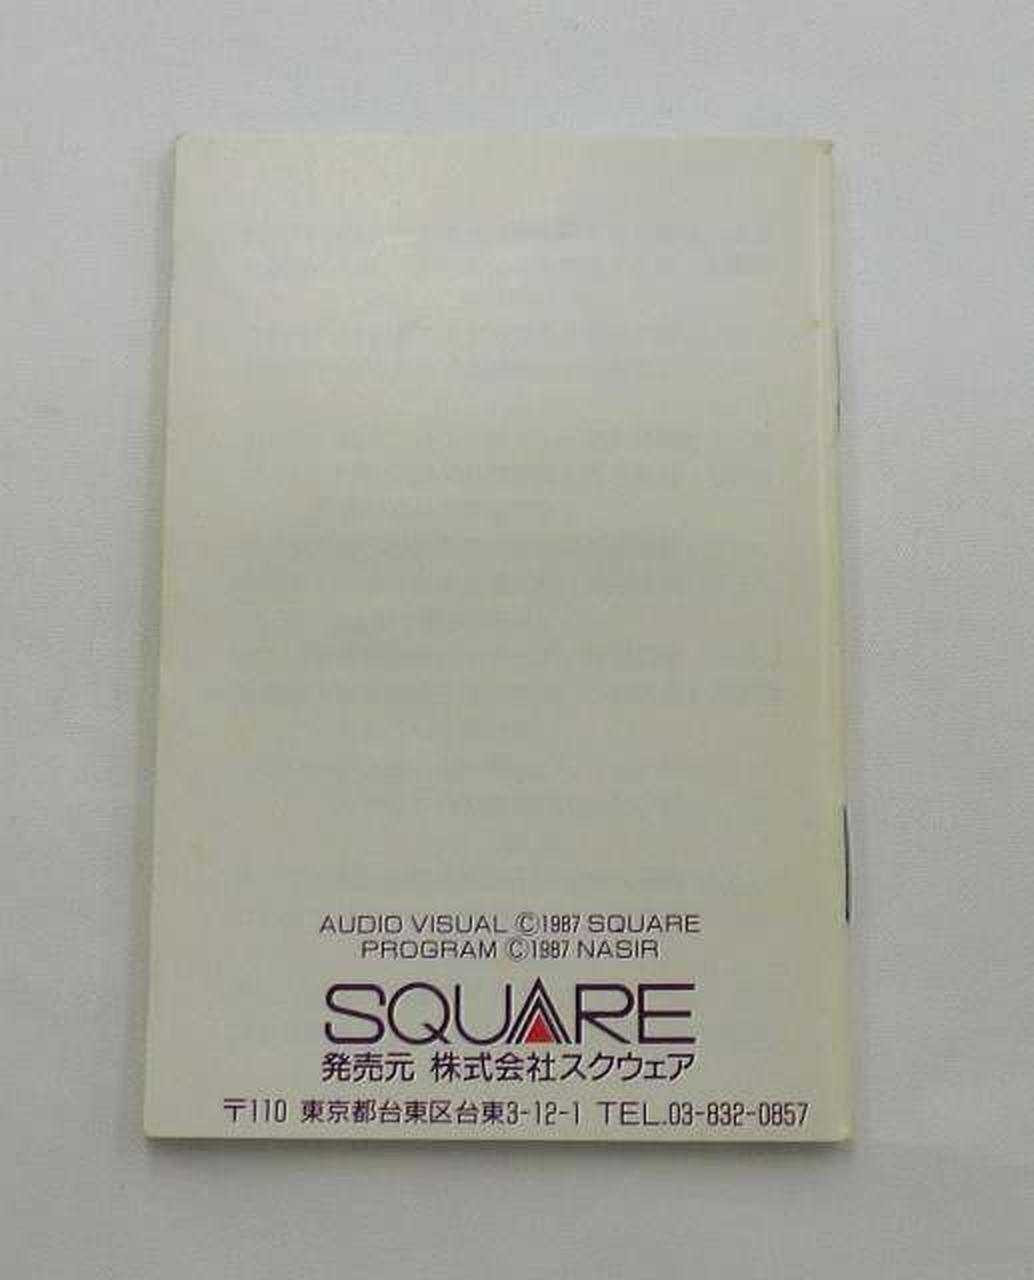 AUDIO VISUAL ©1987 SQUARE
PROGRAM ©1987 NASIR
SQUARE
発売元 株式会社スクウェア
〒110 東京都台東区台東3-12-1 TEL.03-832-0857